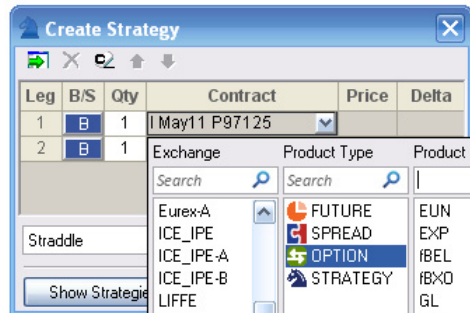 Create Strategy
Leg B/S Qty Contract Price Delta
1 B 1 l May11 P97125
2 B 1
Exchange Product Type Product
Search Search
Eurex-A FUTURE EUN
ICE_IPE SPREAD EXP
ICE_IPE-A OPTION fBEL
ICE_IPE-B STRATEGY fBXO
LIFFE GL
Straddle
Show Strategie